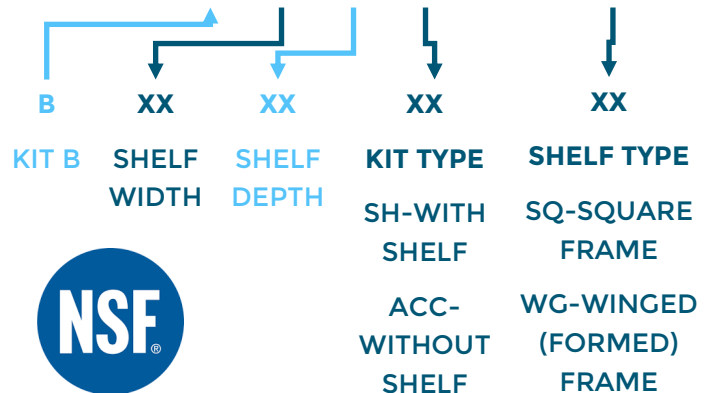 B XX XX XX XX
KIT B
SHELF
WIDTH
SHELF
DEPTH
KIT TYPE
SH-WITH
SHELF
ACC-
WITHOUT
SHELF
SHELF TYPE
SQ-SQUARE
FRAME
WG-WINGED
(FORMED)
FRAME
NSF®